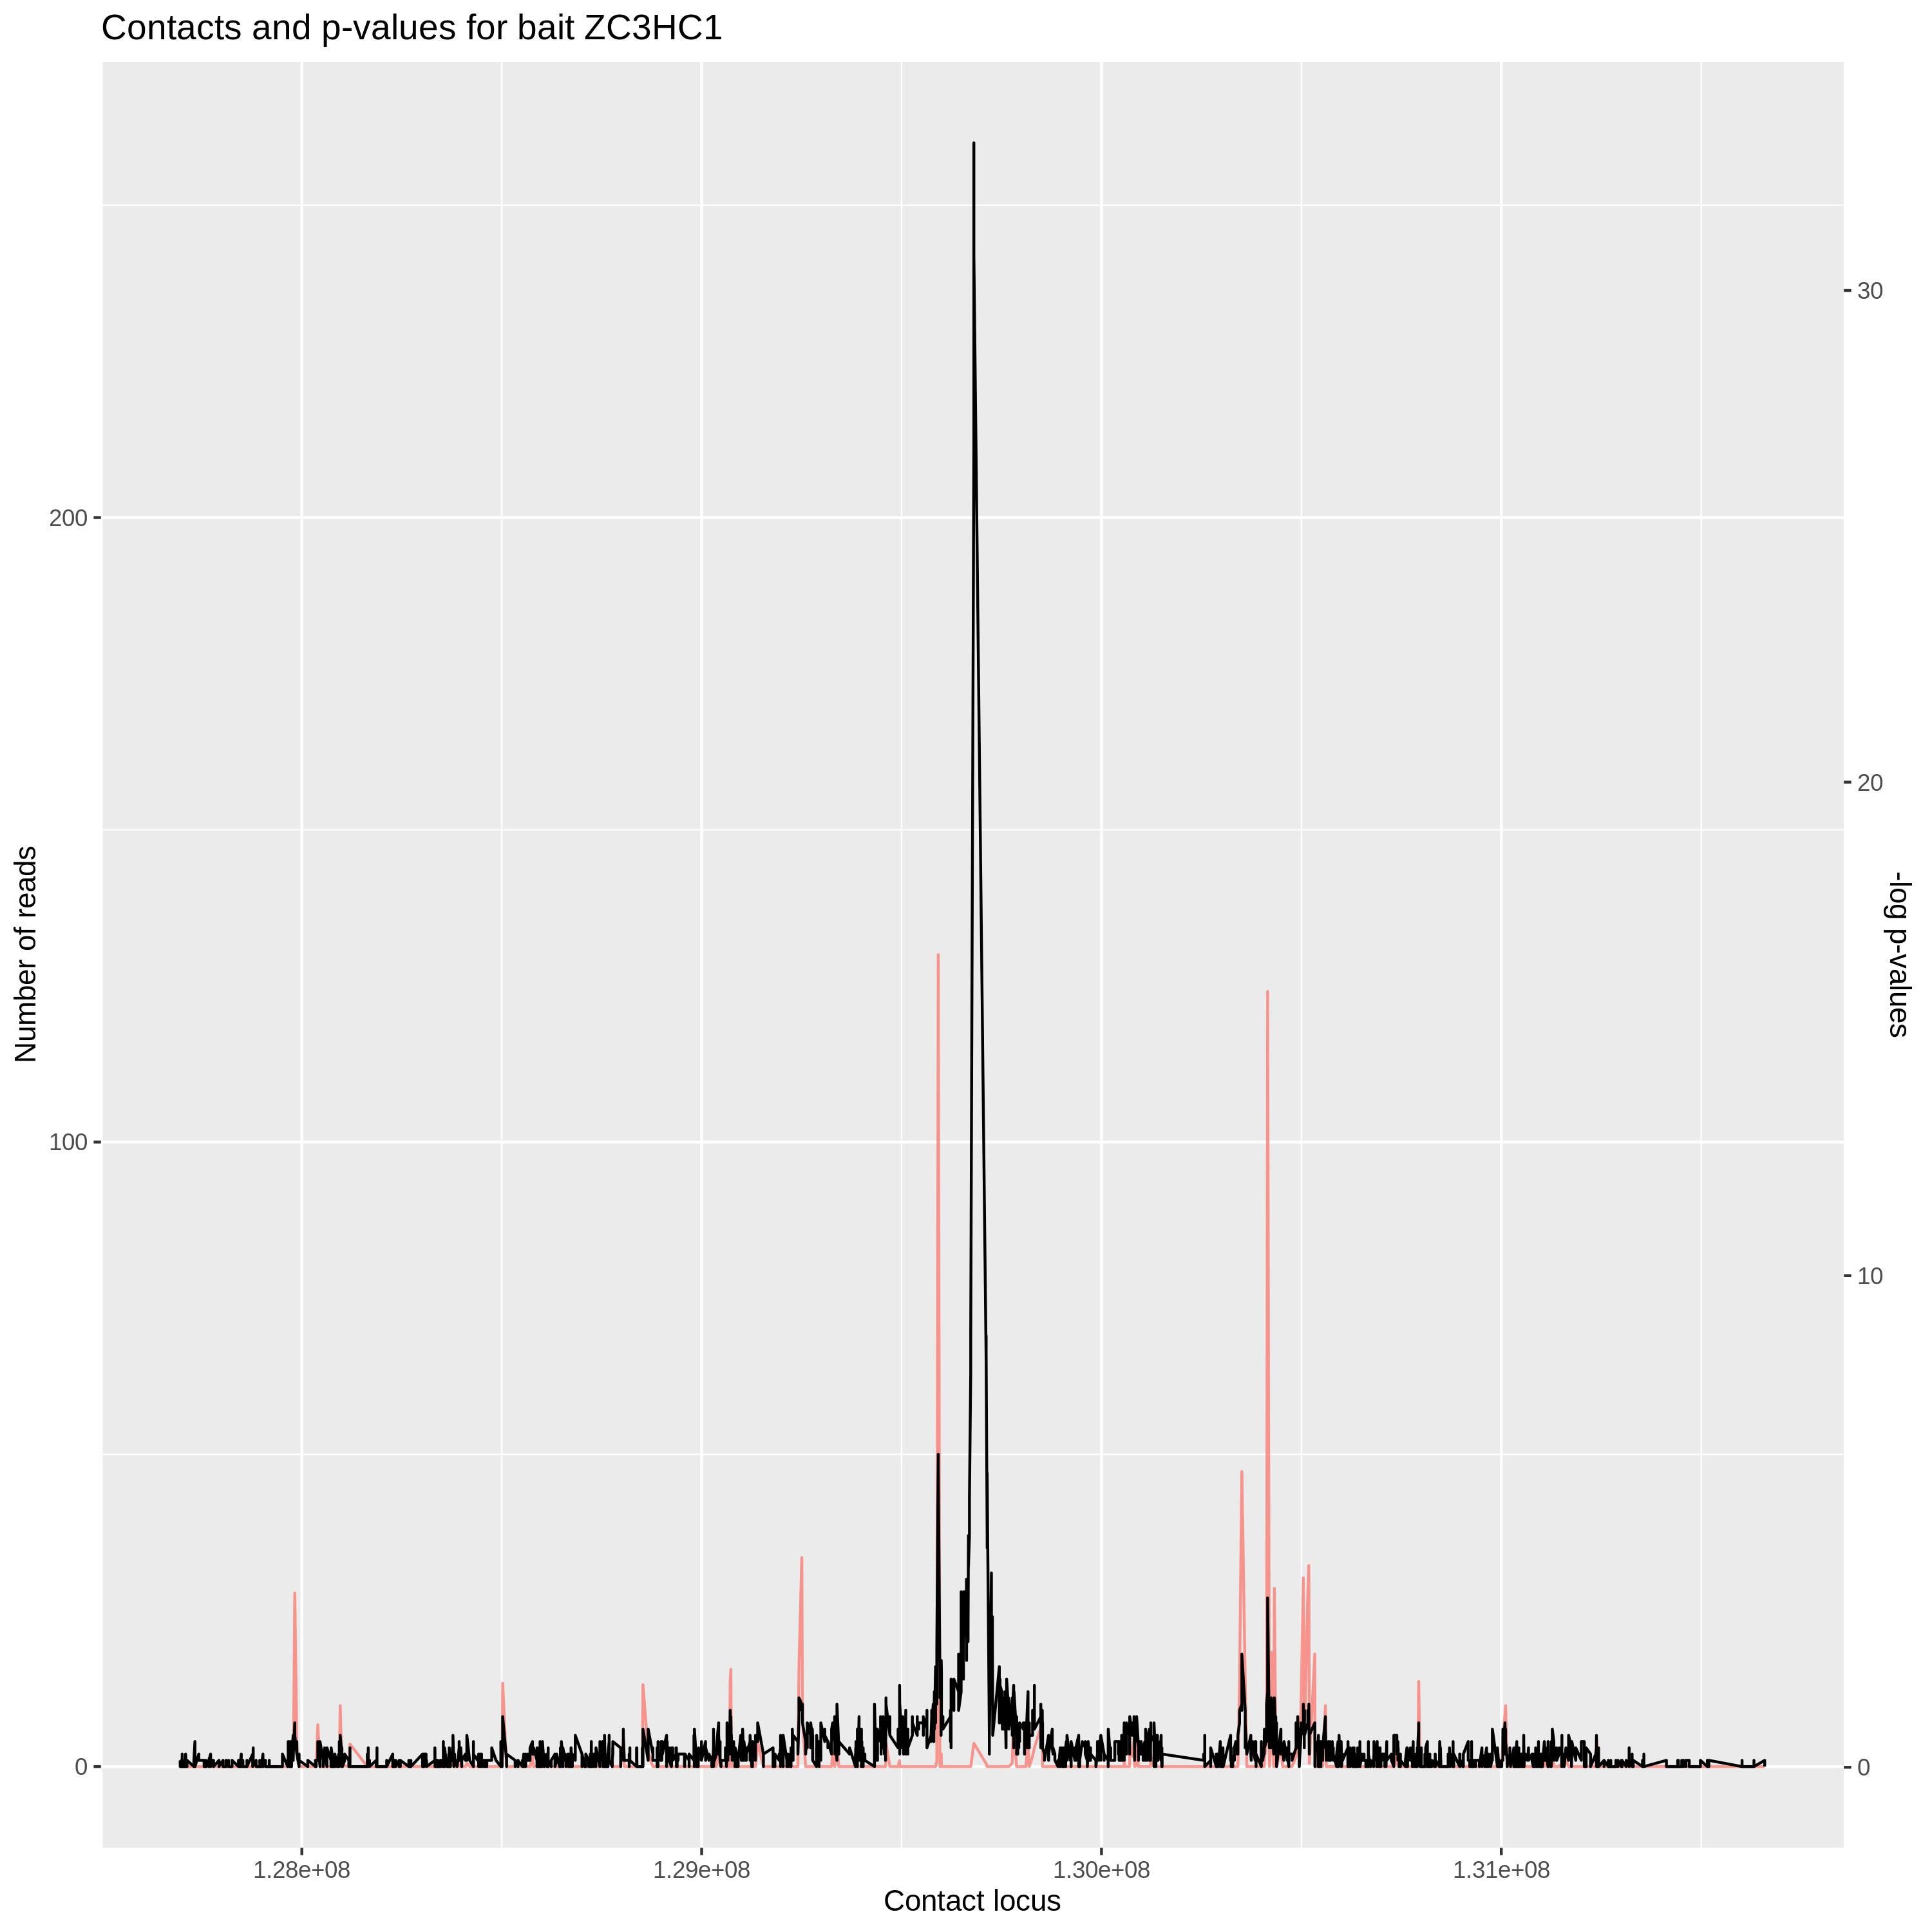 Contacts and p-values for bait ZC3HC1
Number of reads
200
100
0
-log p-values
30
20
10
0
1.28e+08
1.29e+08
1.30e+08
1.31e+08
Contact locus